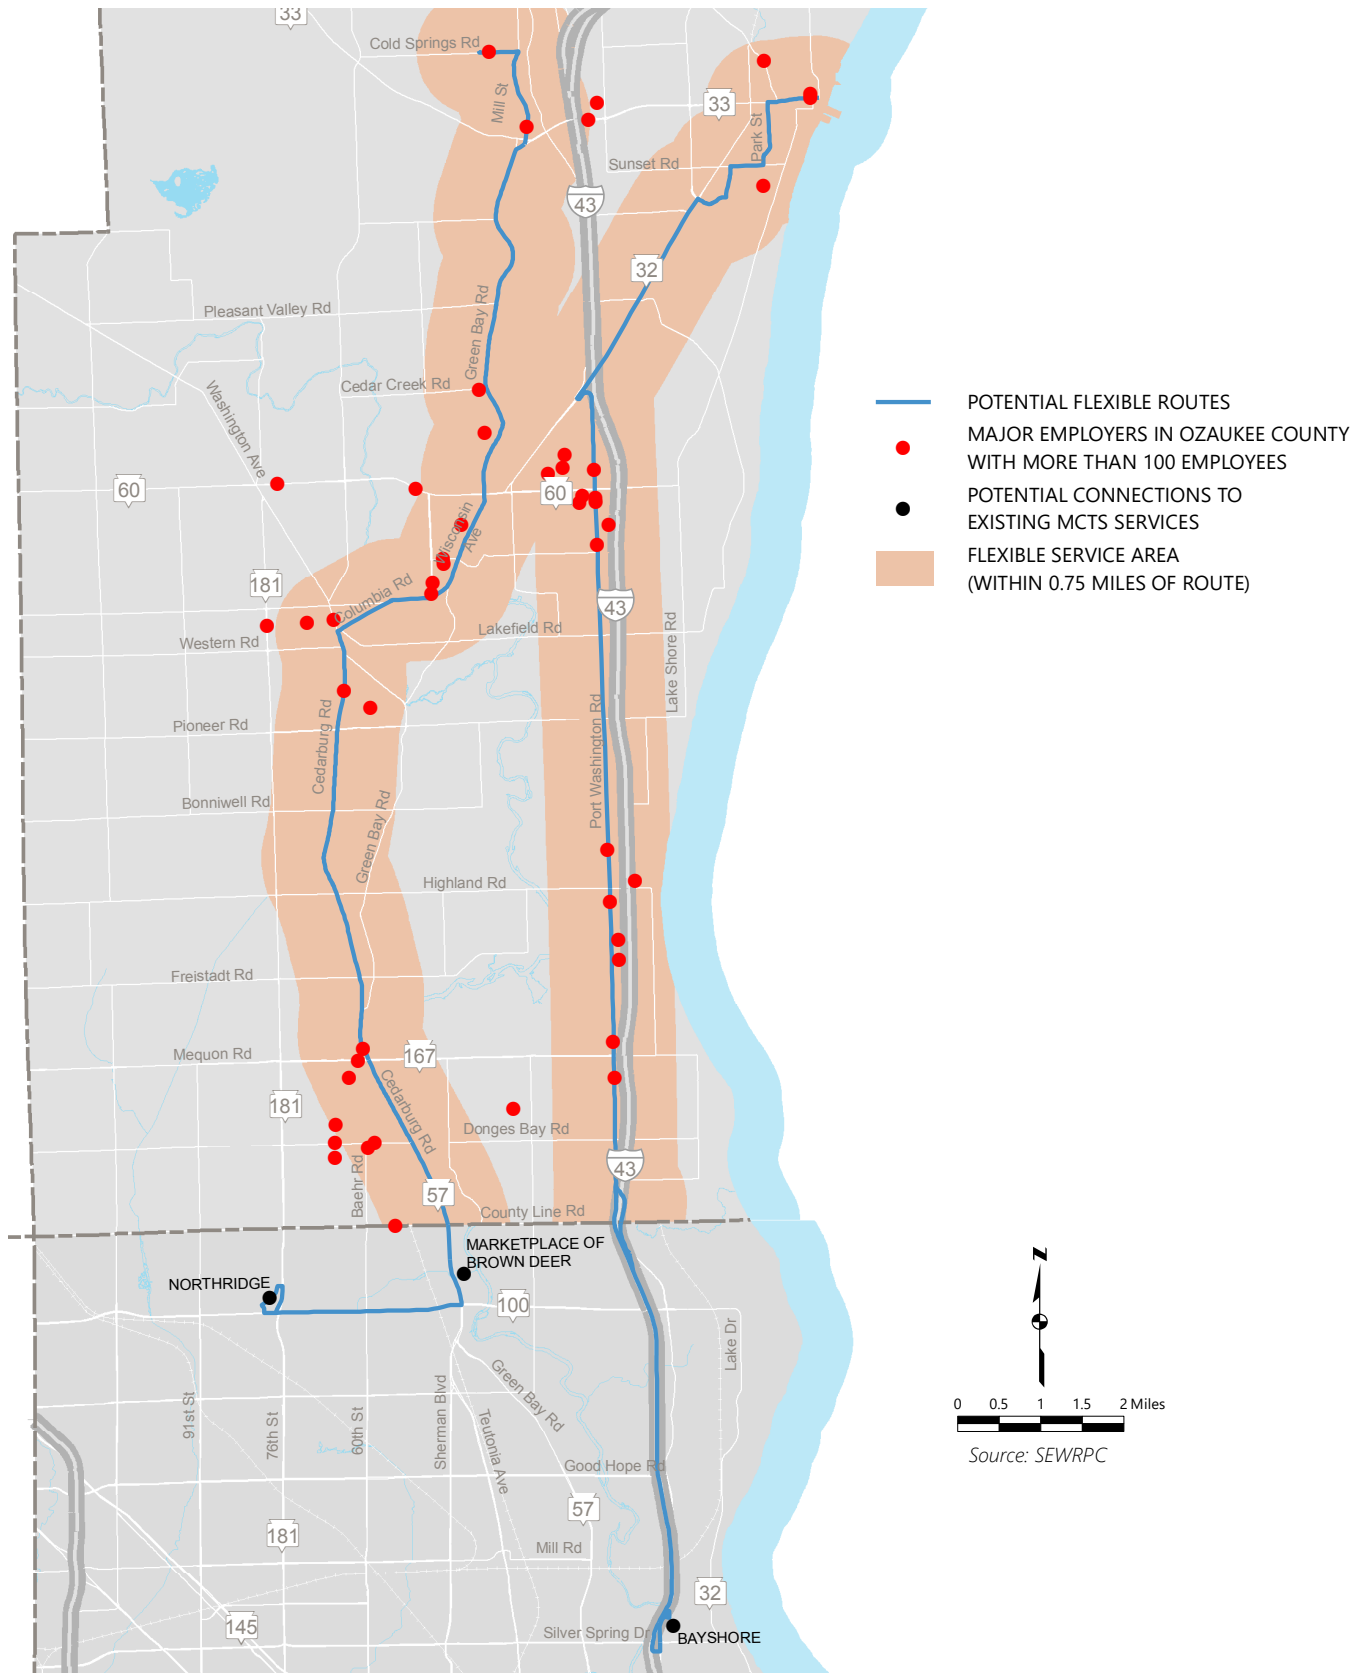 33
Cold Springs Rd
Mill St
33
Park St
Sunset Rd
43
32
Pleasant Valley Rd
Green Bay Rd
Cedar Creek Rd
Washington Ave
60
60
Wisconsin
Ave
181
Columbia Rd
43
Lakefield Rd
Lake Shore Rd
Western Rd
Pioneer Rd
Cedarburg Rd
Port Washington Rd
Bonniwell Rd
Green Bay Rd
Highland Rd
Freistadt Rd
Mequon Rd
167
Cedarburg Rd
181
Donges Bay Rd
43
Baehr Rd
57
County Line Rd
MARKETPLACE OF
BROWN DEER
NORTHRIDGE
100
Lake Dr
Green Bay Rd
91st St
76th St
60th St
Sherman Blvd
Teutonia Ave
Good Hope Rd
57
181
Mill Rd
32
145
Silver Spring Dr
BAYSHORE
POTENTIAL FLEXIBLE ROUTES
MAJOR EMPLOYERS IN OZAUKEE COUNTY
WITH MORE THAN 100 EMPLOYEES
POTENTIAL CONNECTIONS TO
EXISTING MCTS SERVICES
FLEXIBLE SERVICE AREA
(WITHIN 0.75 MILES OF ROUTE)
Z
0 0.5 1 1.5 2 Miles
Source: SEWRPC